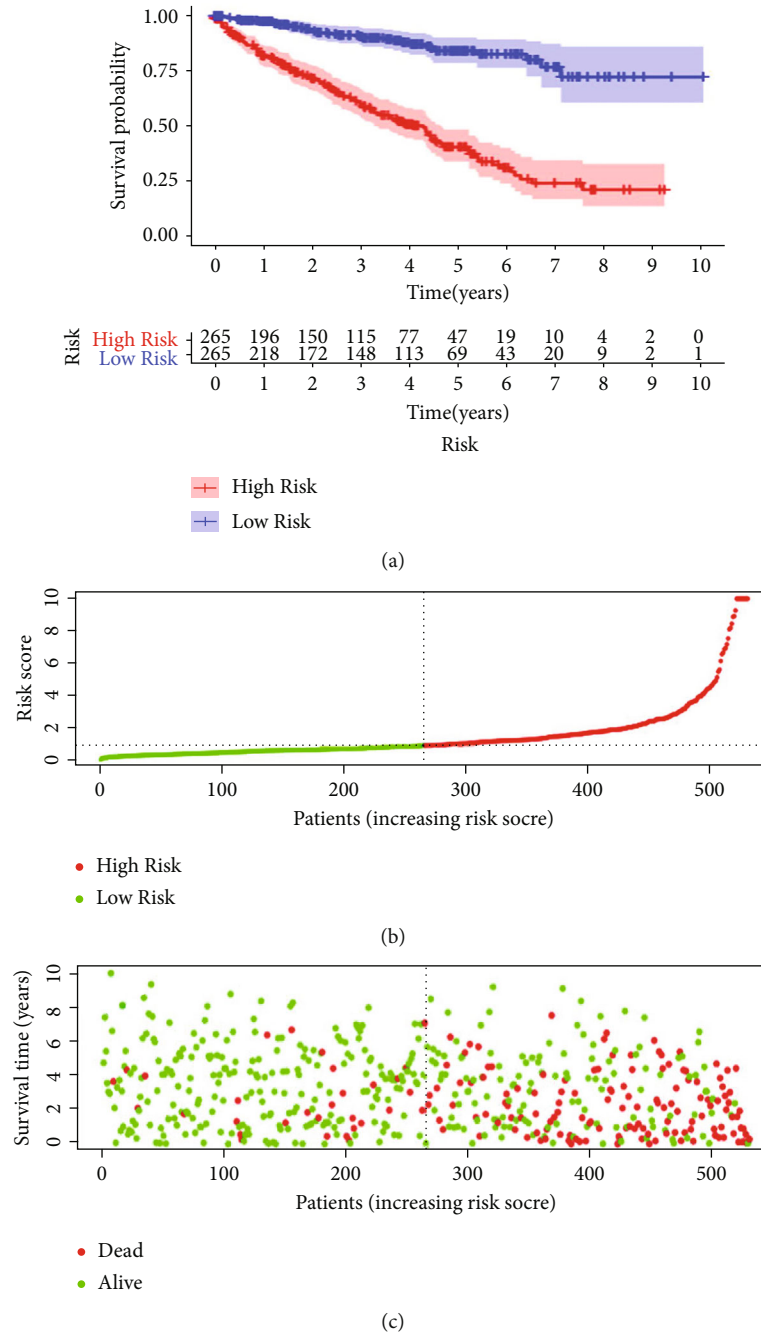 1.00
0.75
0.50
0.25
0.00
Survival probability
0 1 2 3 4 5 6 7 8 9 10
Time(years)
Risk
High Risk 265 196 150 115 77 47 19 10 4 2 0
Low Risk 265 218 172 148 113 69 43 20 9 2 1
0 1 2 3 4 5 6 7 8 9 10
Time(years)
Risk
High Risk
Low Risk
(a)
10
8
6
4
2
0
Risk score
0 100 200 300 400 500
Patients (increasing risk socre)
High Risk
Low Risk
(b)
10
8
6
4
2
0
Survival time (years)
0 100 200 300 400 500
Patients (increasing risk socre)
Dead
Alive
(c)